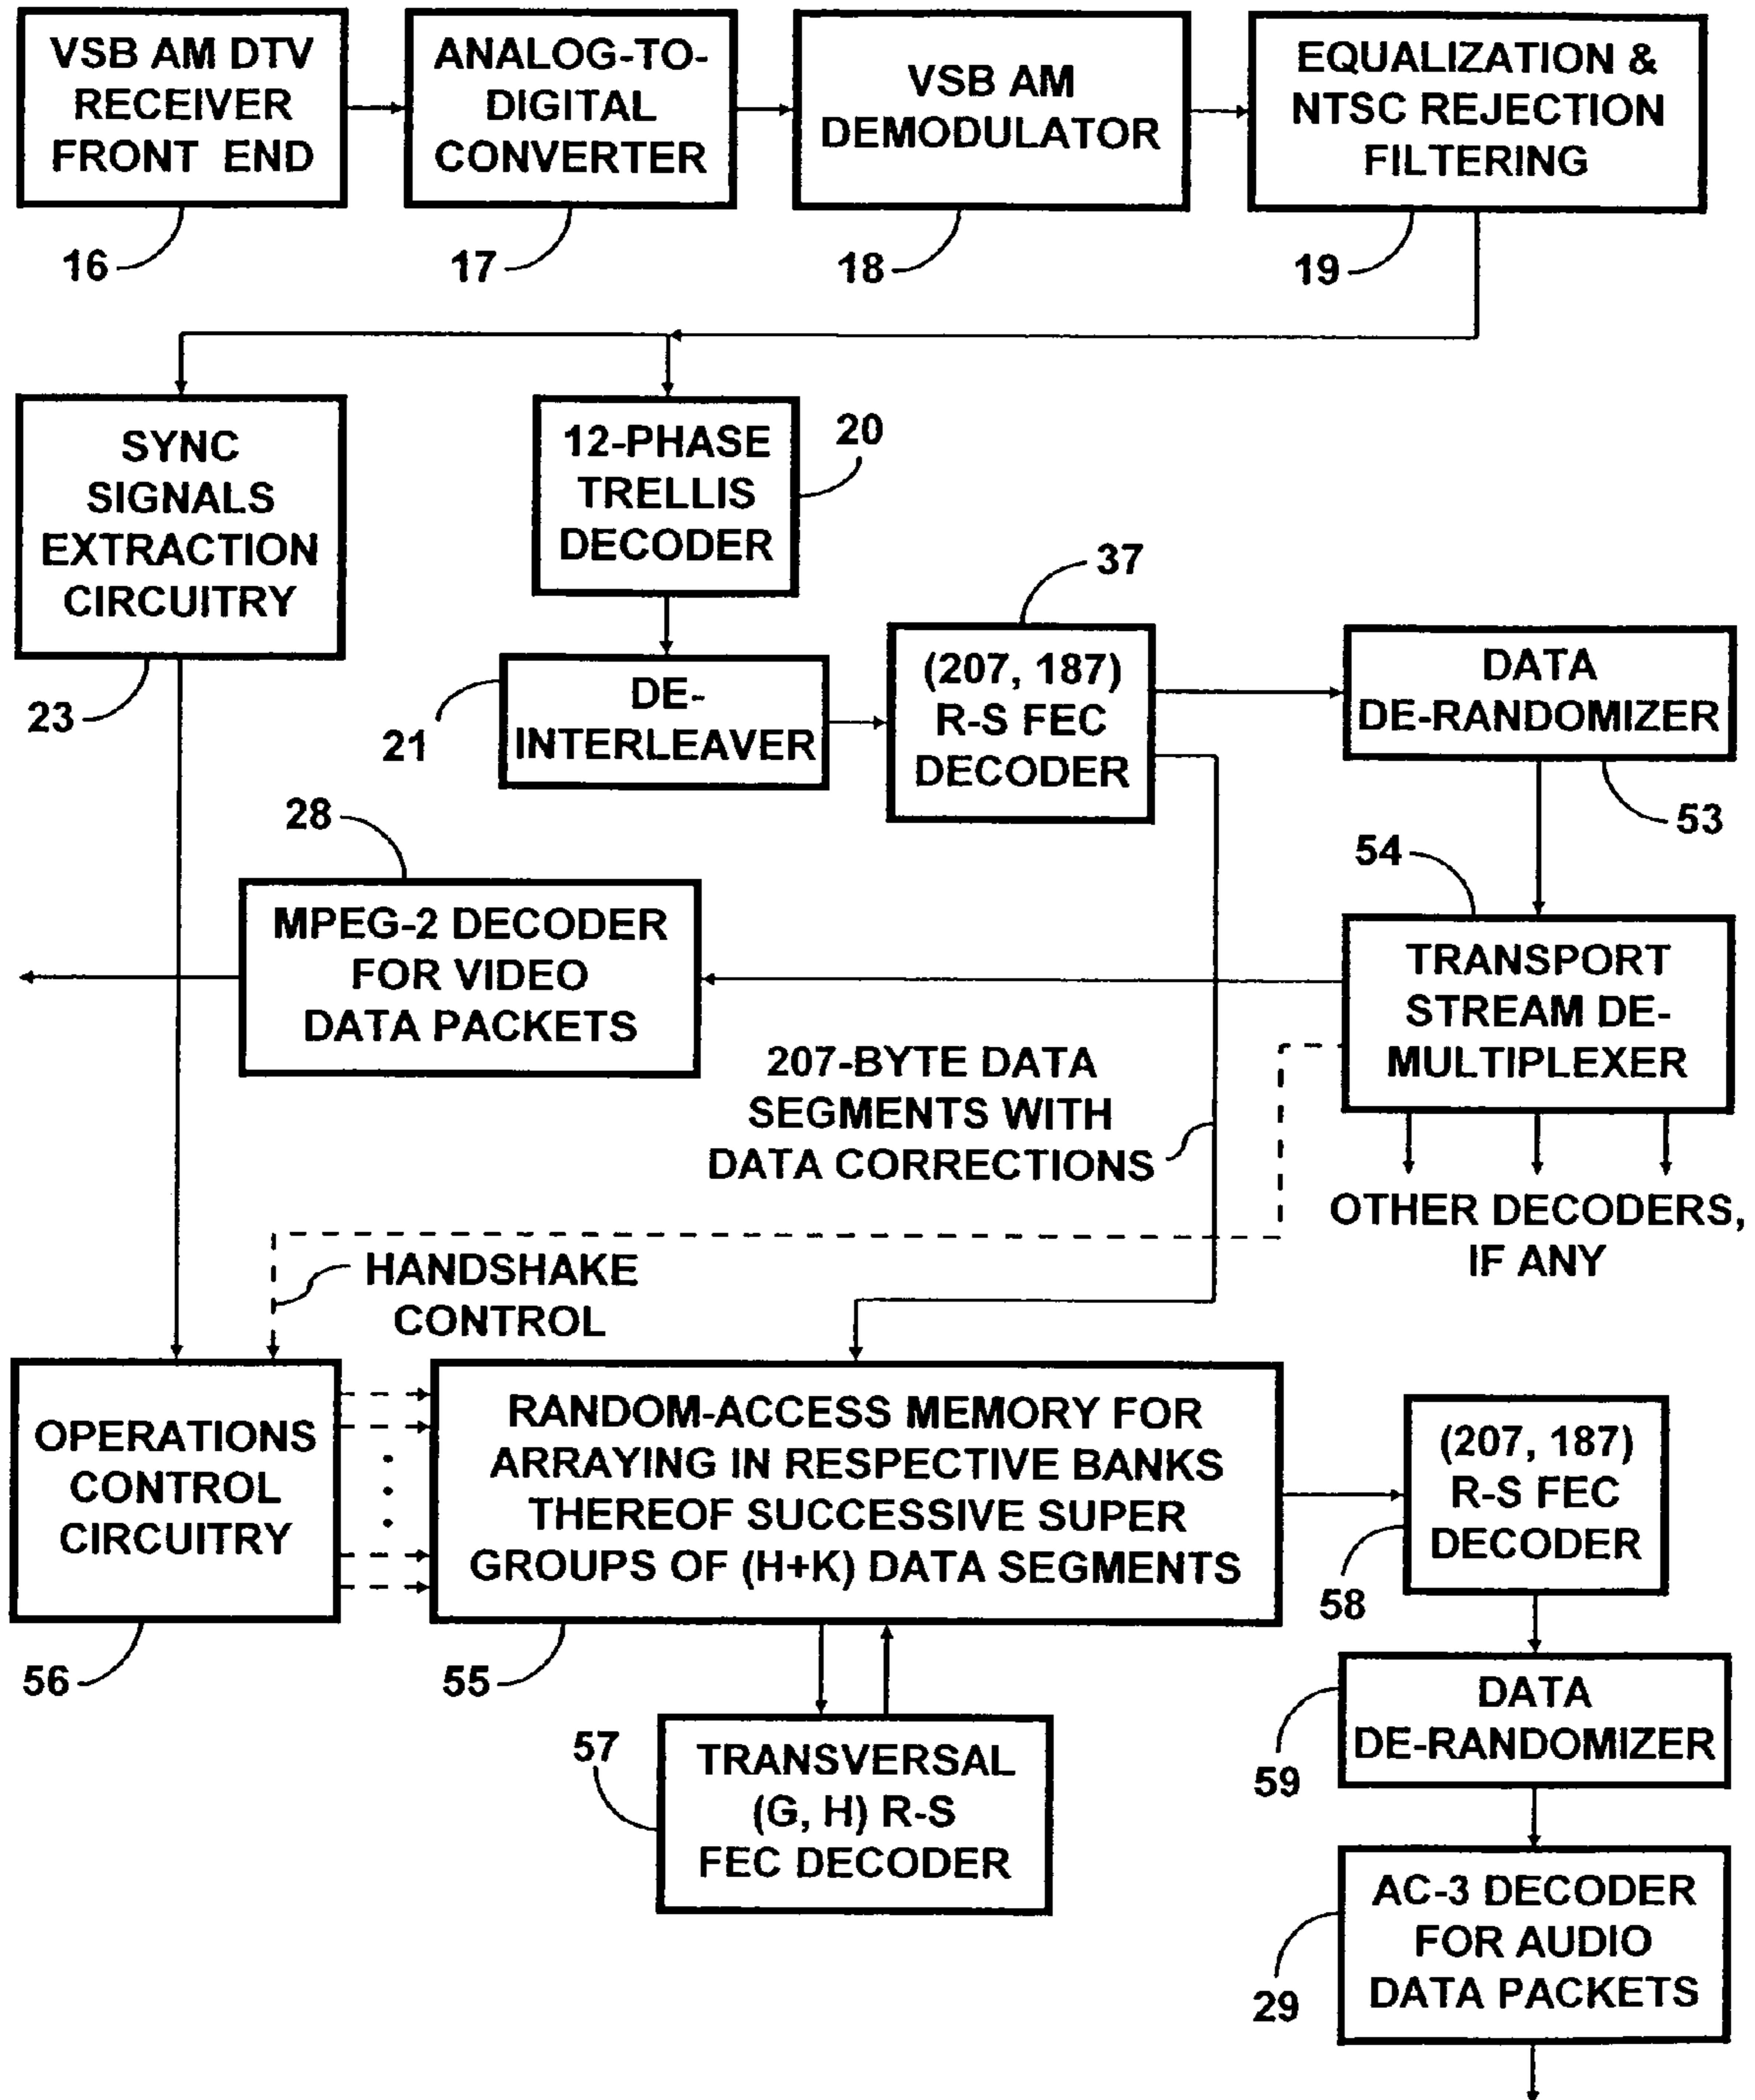 VSB AM DTV
RECEIVER
FRONT END
16
ANALOG-TO-
DIGITAL
CONVERTER
17
VSB AM
DEMODULATOR
18
EQUALIZATION &
NTSC REJECTION
FILTERING
19
SYNC
SIGNALS
EXTRACTION
CIRCUITRY
23
12-PHASE
TRELLIS
DECODER
20
DE-
INTERLEAVER
21
37
(207, 187)
R-S FEC
DECODER
DATA
DE-RANDOMIZER
53
28
MPEG-2 DECODER
FOR VIDEO
DATA PACKETS
54
TRANSPORT
STREAM DE-
MULTIPLEXER
207-BYTE DATA
SEGMENTS WITH
DATA CORRECTIONS
OTHER DECODERS,
IF ANY
HANDSHAKE
CONTROL
OPERATIONS
CONTROL
CIRCUITRY
56
RANDOM-ACCESS MEMORY FOR
ARRAYING IN RESPECTIVE BANKS
THEREOF SUCCESSIVE SUPER
GROUPS OF (H+K) DATA SEGMENTS
55
(207, 187)
R-S FEC
DECODER
58
57
TRANSVERSAL
(G, H) R-S
FEC DECODER
DATA
DE-RANDOMIZER
59
AC-3 DECODER
FOR AUDIO
DATA PACKETS
29